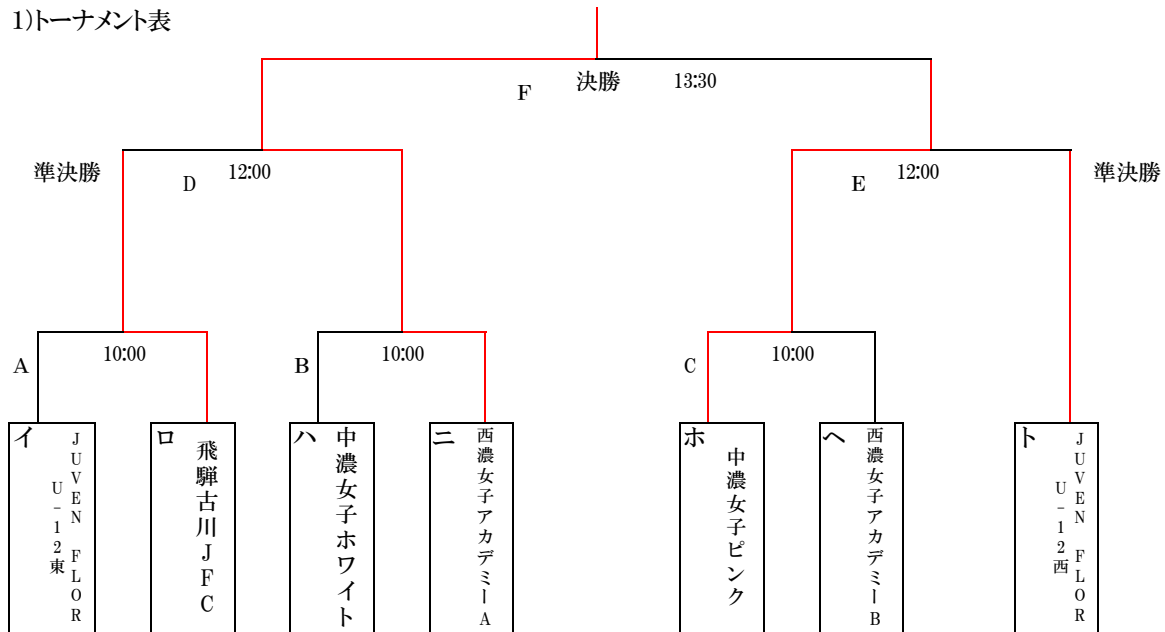 1)トーナメント表
F 決勝 13:30
準決勝 D 12:00
E 12:00 準決勝
A 10:00
B 10:00
C 10:00
イ
JUVEN FLOR
U-12東
ロ
飛騨古川JFC
ハ
中濃女子ホワイト
ニ
西濃女子アカデミーA
ホ
中濃女子ピンク
ヘ
西濃女子アカデミーB
ト
JUVEN FLOR
U-12西